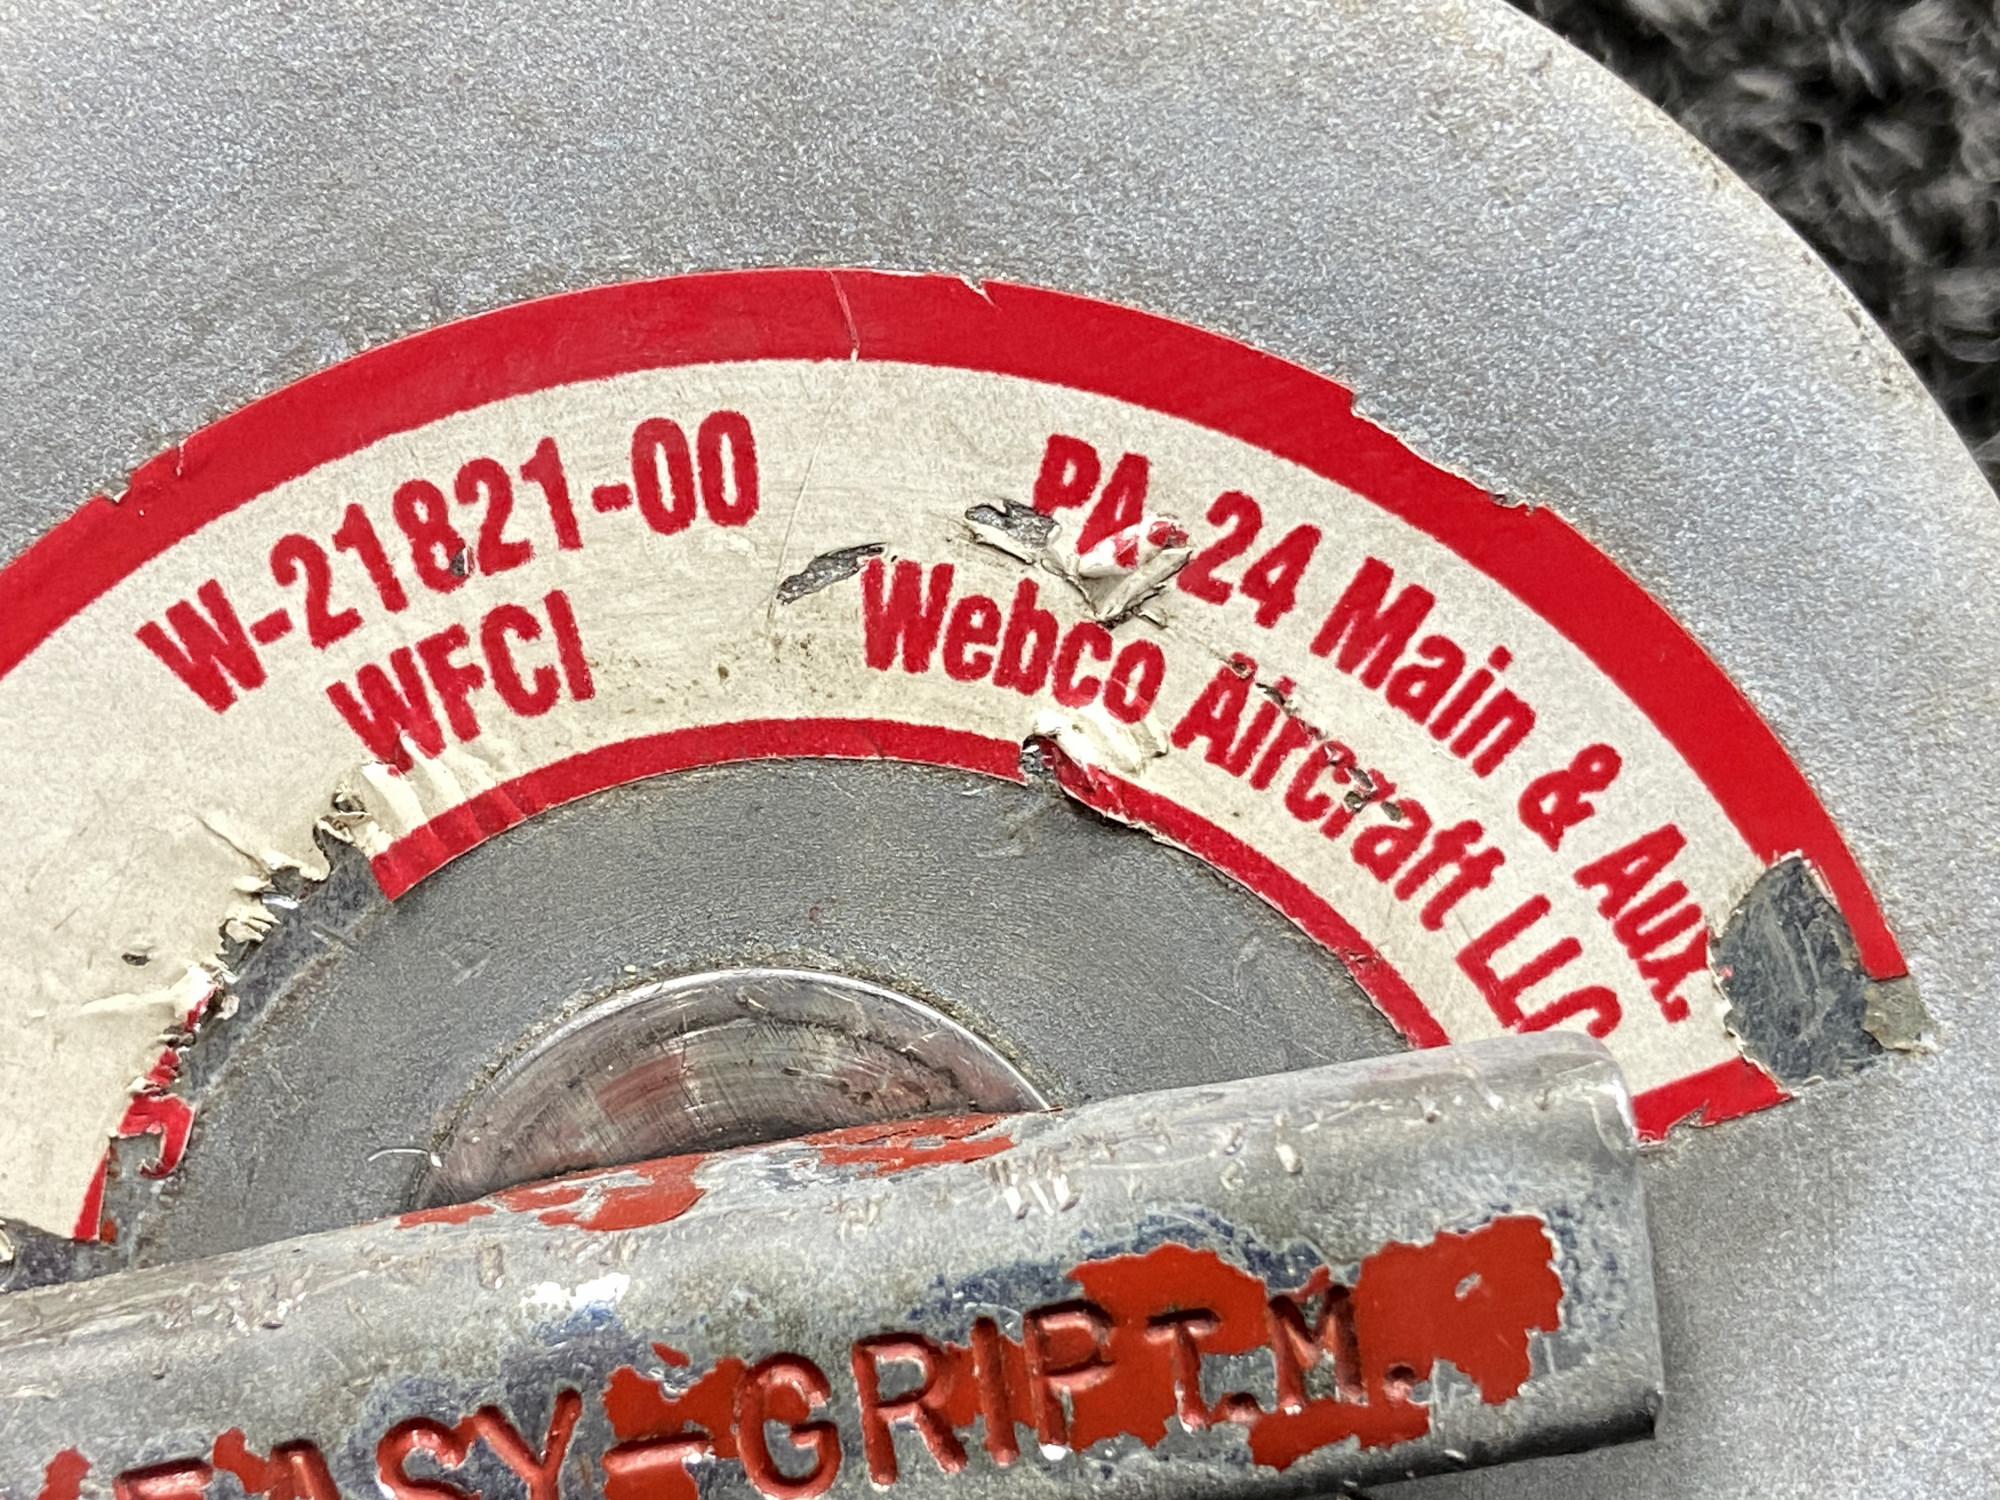 W-21821-00
WFCI
PA-24 Main & Aux.
Webco Aircraft LLC
EASY-GRIP T.M.